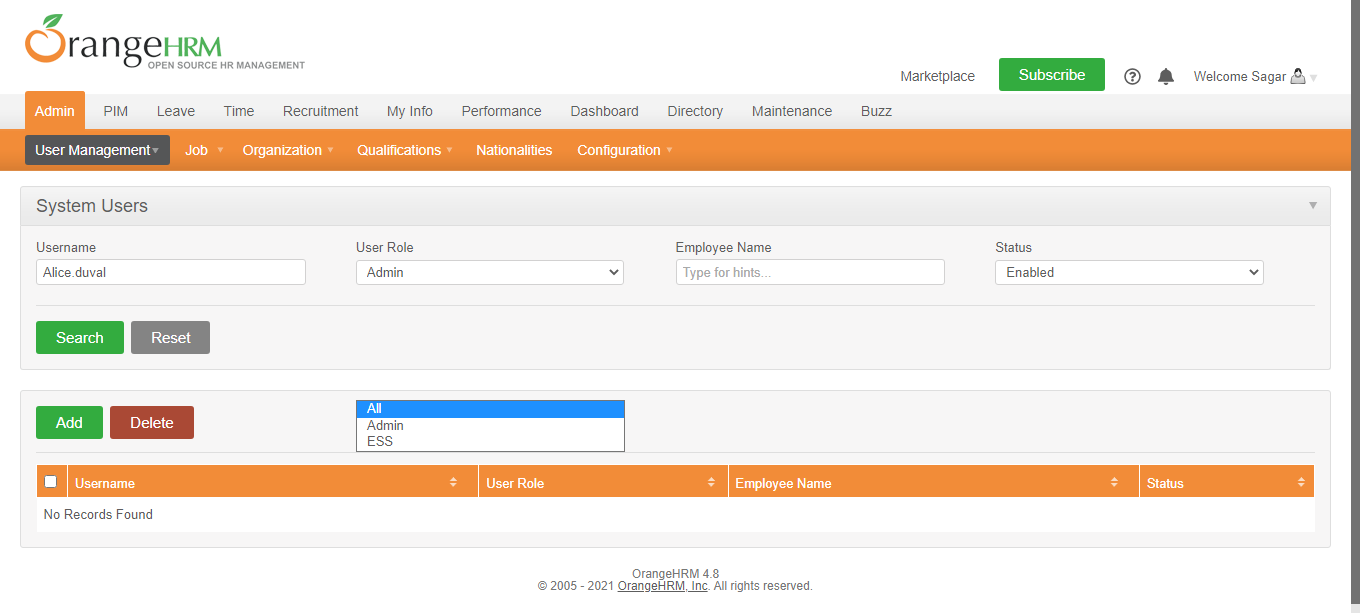 OrangeHRM
OPEN SOURCE HR MANAGEMENT
Marketplace Subscribe Welcome Sagar
Admin PIM Leave Time Recruitment My Info Performance Dashboard Directory Maintenance Buzz
User Management Job Organization Qualifications Nationalities Configuration
System Users
Username User Role Employee Name Status
Alice.duval Admin Type for hints... Enabled
Search Reset
All
Add Delete Admin
ESS
Username User Role Employee Name Status
No Records Found
OrangeHRM 4.8
© 2005 - 2021 OrangeHRM, Inc. All rights reserved.